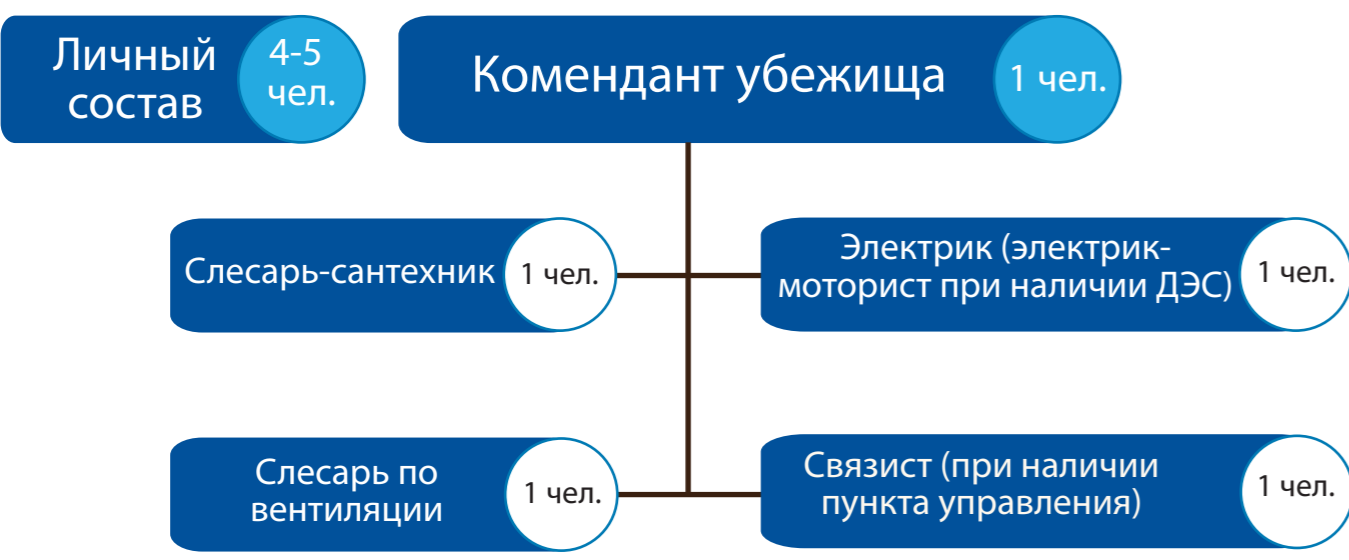 Личный
состав
4-5
чел.
Комендант убежища
1 чел.
Слесарь-сантехник
1 чел.
Электрик (электрик-
моторист при наличии ДЭС)
1 чел.
Слесарь по
вентиляции
1 чел.
Связист (при наличии
пункта управления)
1 чел.